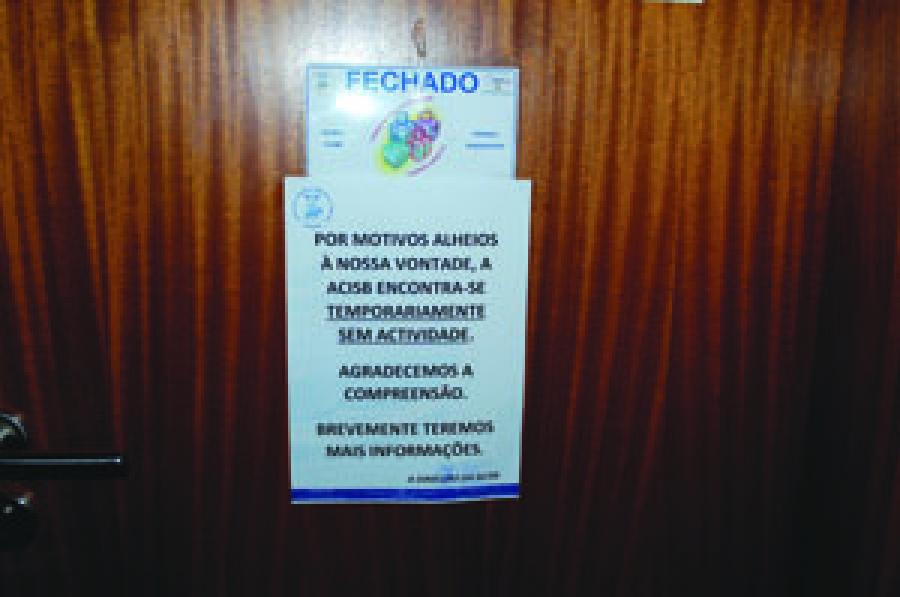 FECHADO
POR MOTIVOS ALHEIOS
À NOSSA VONTADE, A
ACISB ENCONTRA-SE
TEMPORARIAMENTE
SEM ACTIVIDADE.
AGRADECEMOS A
COMPREENSÃO.
BREVEMENTE TEREMOS
MAIS INFORMAÇÕES.